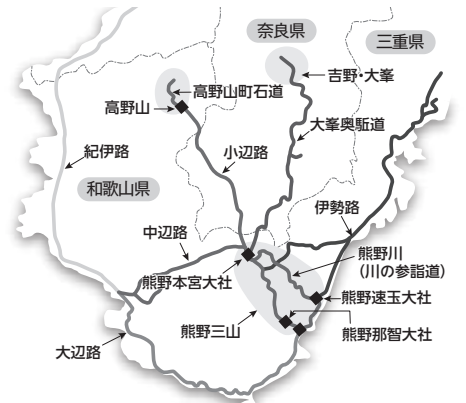 奈良県
三重県
吉野・大峯
高野山町石道
高野山
大峯奥駈道
紀伊路
小辺路
和歌山県
伊勢路
中辺路
熊野川
(川の参詣道)
熊野本宮大社
熊野速玉大社
熊野三山
熊野那智大社
大辺路